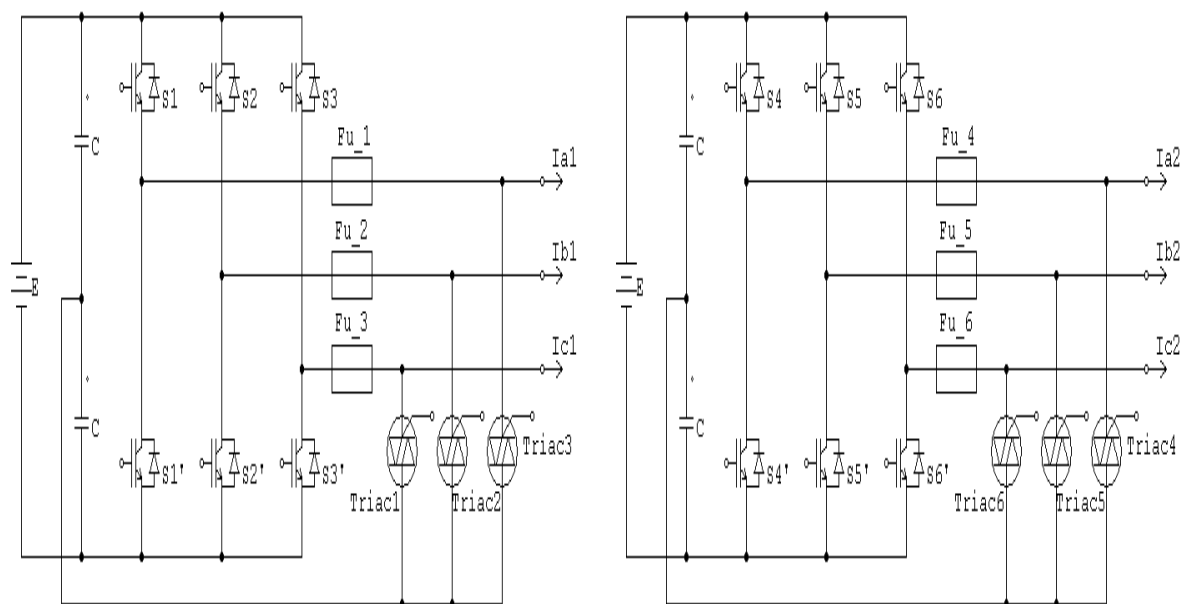 S1 S2 S3
Fu_1
Ia1
C
Fu_2
Ib1
E
Fu_3
Ic1
C
S1' S2' S3'
Triac3
Triac1 Triac2
S4 S5 S6
Fu_4
Ia2
C
Fu_5
Ib2
E
Fu_6
Ic2
C
S4' S5' S6'
Triac4
Triac6 Triac5